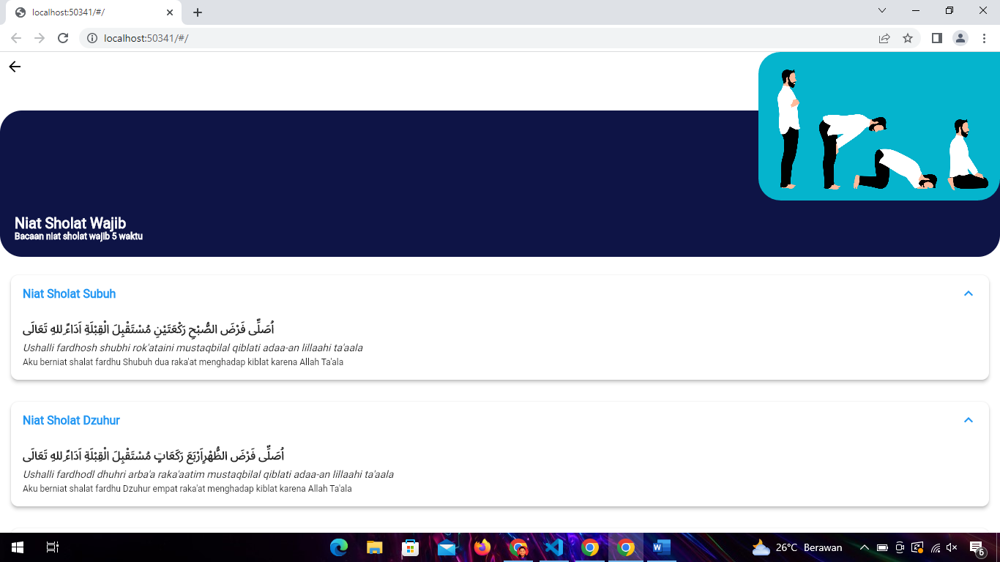 localhost:50341/#/
localhost:50341/#/
Niat Sholat Wajib
Bacaan niat sholat wajib 5 waktu
Niat Sholat Subuh
اُصَلِّى فَرْضَ الصُّبْحِ رَكْعَتَيْنِ مُسْتَقْبِلَ الْقِبْلَةِ اَدَاءً ِللهِ تَعَالَى
Ushalli fardhosh shubhi rok'ataini mustaqbilal qiblati adaa-an lillaahi ta'aala
Aku berniat shalat fardhu Shubuh dua raka'at menghadap kiblat karena Allah Ta'ala
Niat Sholat Dzuhur
اُصَلِّى فَرْضَ الظُّهْرِاَرْبَعَ رَكَعَاتٍ مُسْتَقْبِلَ الْقِبْلَةِ اَدَاءً ِللهِ تَعَالَى
Ushalli fardhodl dhuhri arba'a raka'aatim mustaqbilal qiblati adaa-an lillaahi ta'aala
Aku berniat shalat fardhu Dzuhur empat raka'at menghadap kiblat karena Allah Ta'ala
26°C Berawan
6